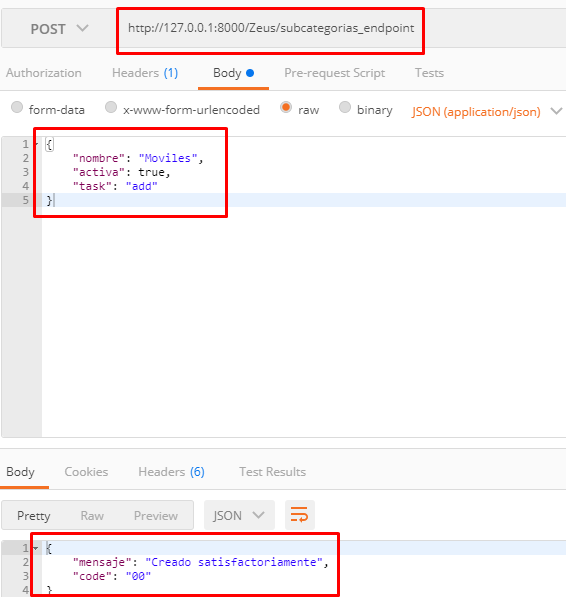 POST http://127.0.0.1:8000/Zeus/subcategorias_endpoint
Authorization Headers (1) Body Pre-request Script Tests
form-data x-www-form-urlencoded raw binary JSON (application/json)
1 {
2 "nombre": "Moviles",
3 "activa": true,
4 "task": "add"
5 }
Body Cookies Headers (6) Test Results
Pretty Raw Preview JSON
1 {
2 "mensaje": "Creado satisfactoriamente",
3 "code": "00"
4 }